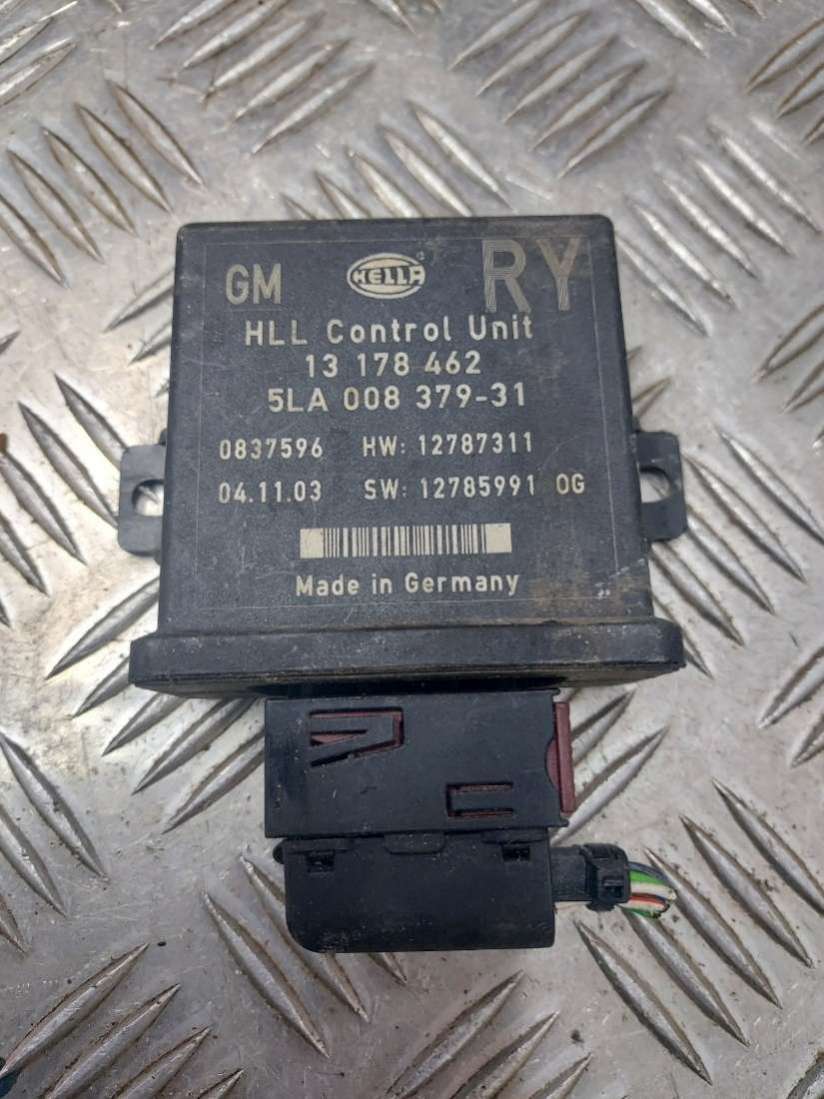 GM HELLA® RY
HLL Control Unit
13 178 462
5LA 008 379-31
0837596 HW: 12787311
04.11.03 SW: 12785991 OG
Made in Germany